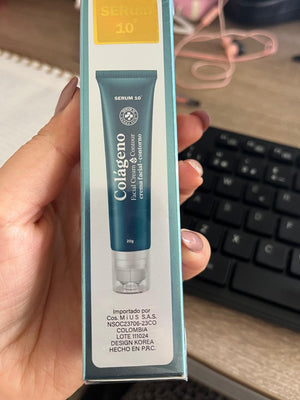 SERUM
10°
SERUM 10°
Colágeno
Facial Cream & Contour
crema facial - contorno
20g
Importado por
Cos. M i U S S.A.S.
NSOC23706-23CO
COLOMBIA
LOTE 111024
DESIGN KOREA
HECHO EN P.R.C.